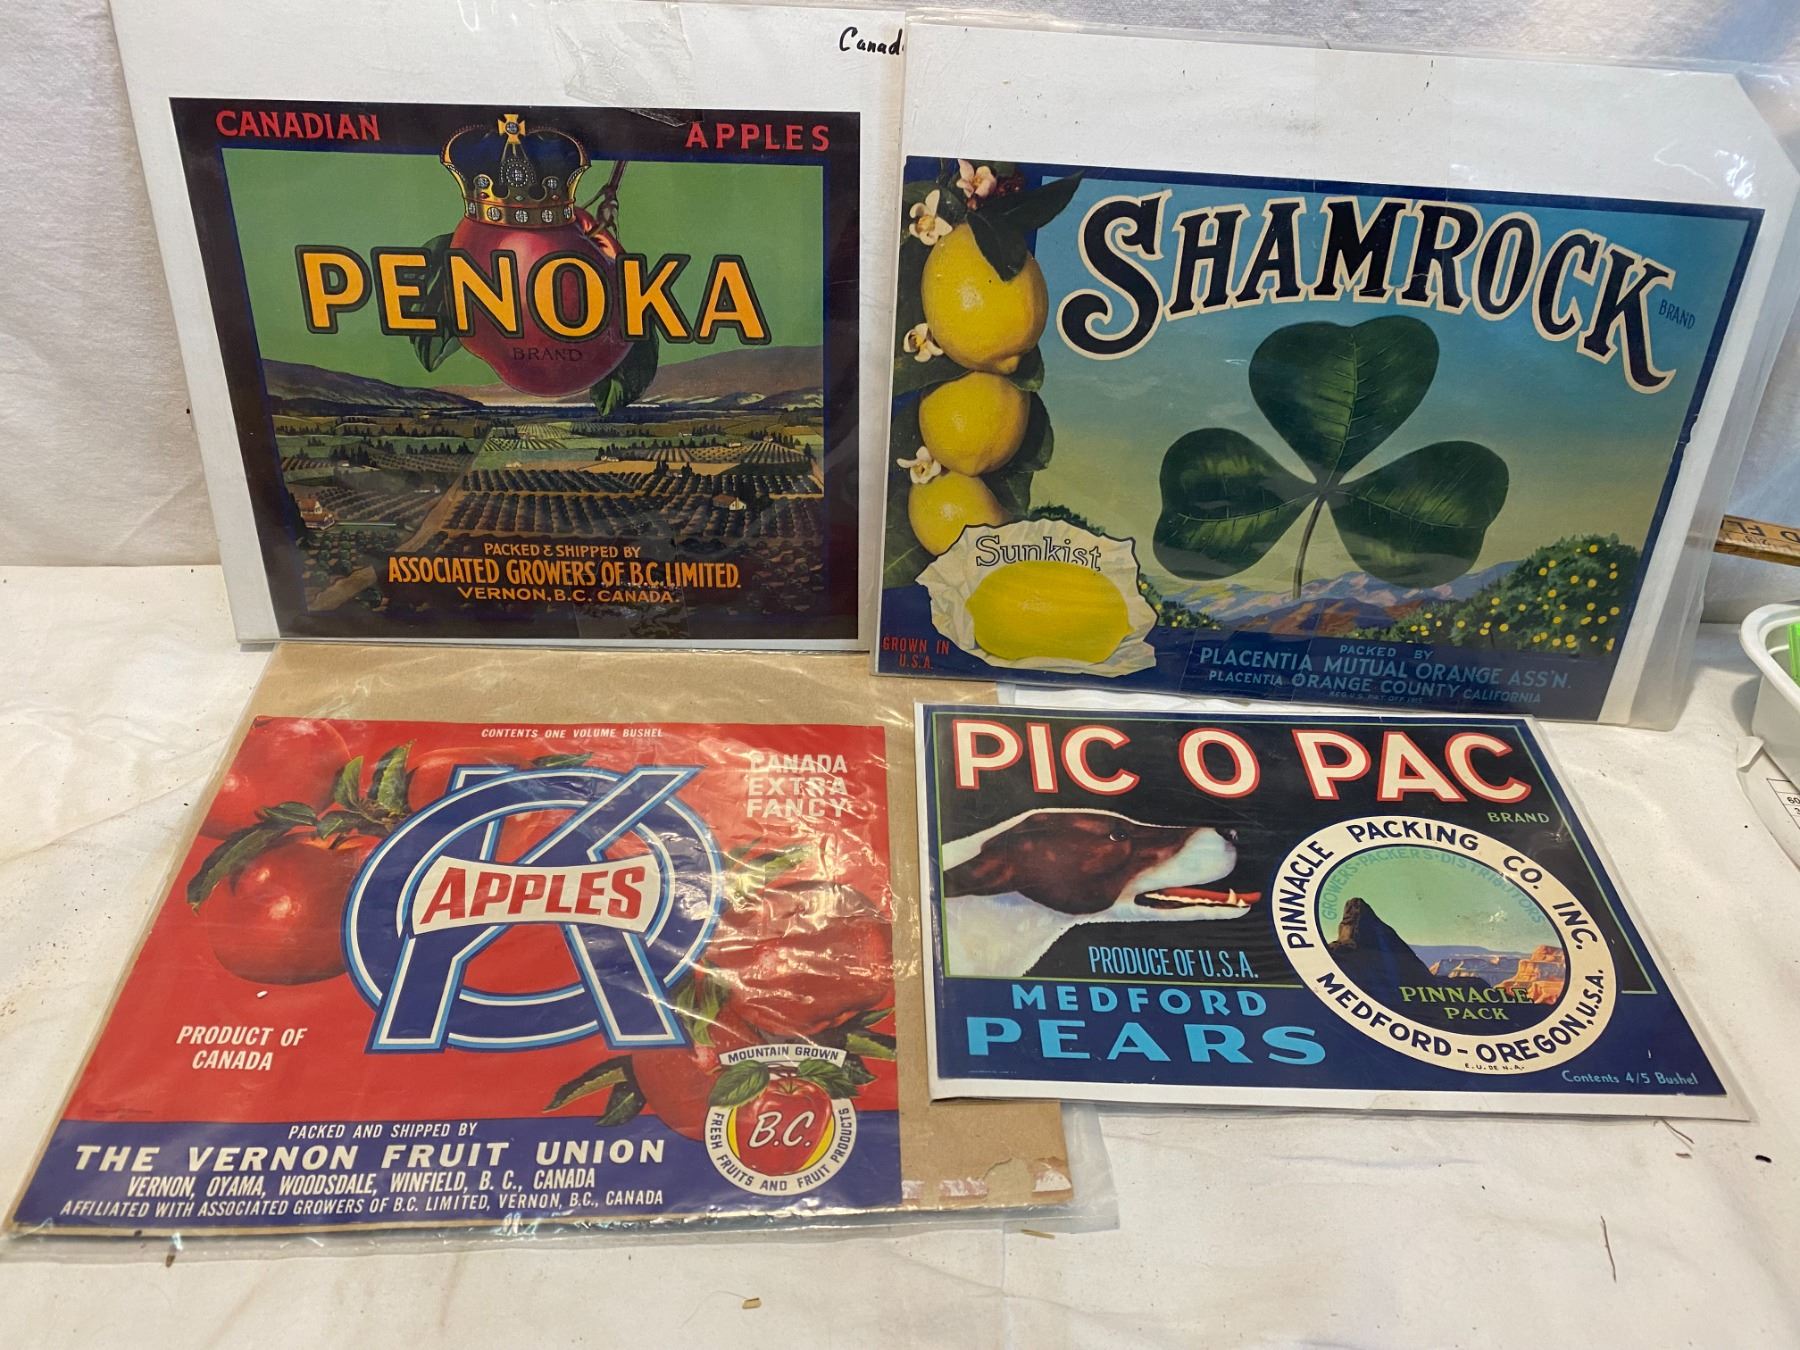 Canad
CANADIAN APPLES
PENOKA
BRAND
PACKED & SHIPPED BY
ASSOCIATED GROWERS OF B.C. LIMITED.
VERNON, B.C. CANADA
SHAMROCK
BRAND
Sunkist
GROWN IN
U.S.A.
PACKED BY
PLACENTIA MUTUAL ORANGE ASS'N.
PLACENTIA ORANGE COUNTY CALIFORNIA
CONTENTS ONE VOLUME BUSHEL
CANADA
EXTRA
FANCY
OK
APPLES
PRODUCT OF
CANADA
MOUNTAIN GROWN
B.C.
FRESH FRUITS AND FRUIT PRODUCTS
PACKED AND SHIPPED BY
THE VERNON FRUIT UNION
VERNON, OYAMA, WOODSDALE, WINFIELD, B. C., CANADA
AFFILIATED WITH ASSOCIATED GROWERS OF B.C. LIMITED, VERNON, B.C., CANADA
PIC O PAC
BRAND
PINNACLE PACKING CO. INC.
GROWERS·PACKERS·DISTRIBUTORS
PINNACLE
PACK
MEDFORD-OREGON, U.S.A.
E.U. DE N.A.
PRODUCE OF U.S.A.
MEDFORD
PEARS
Contents 4/5 Bushel